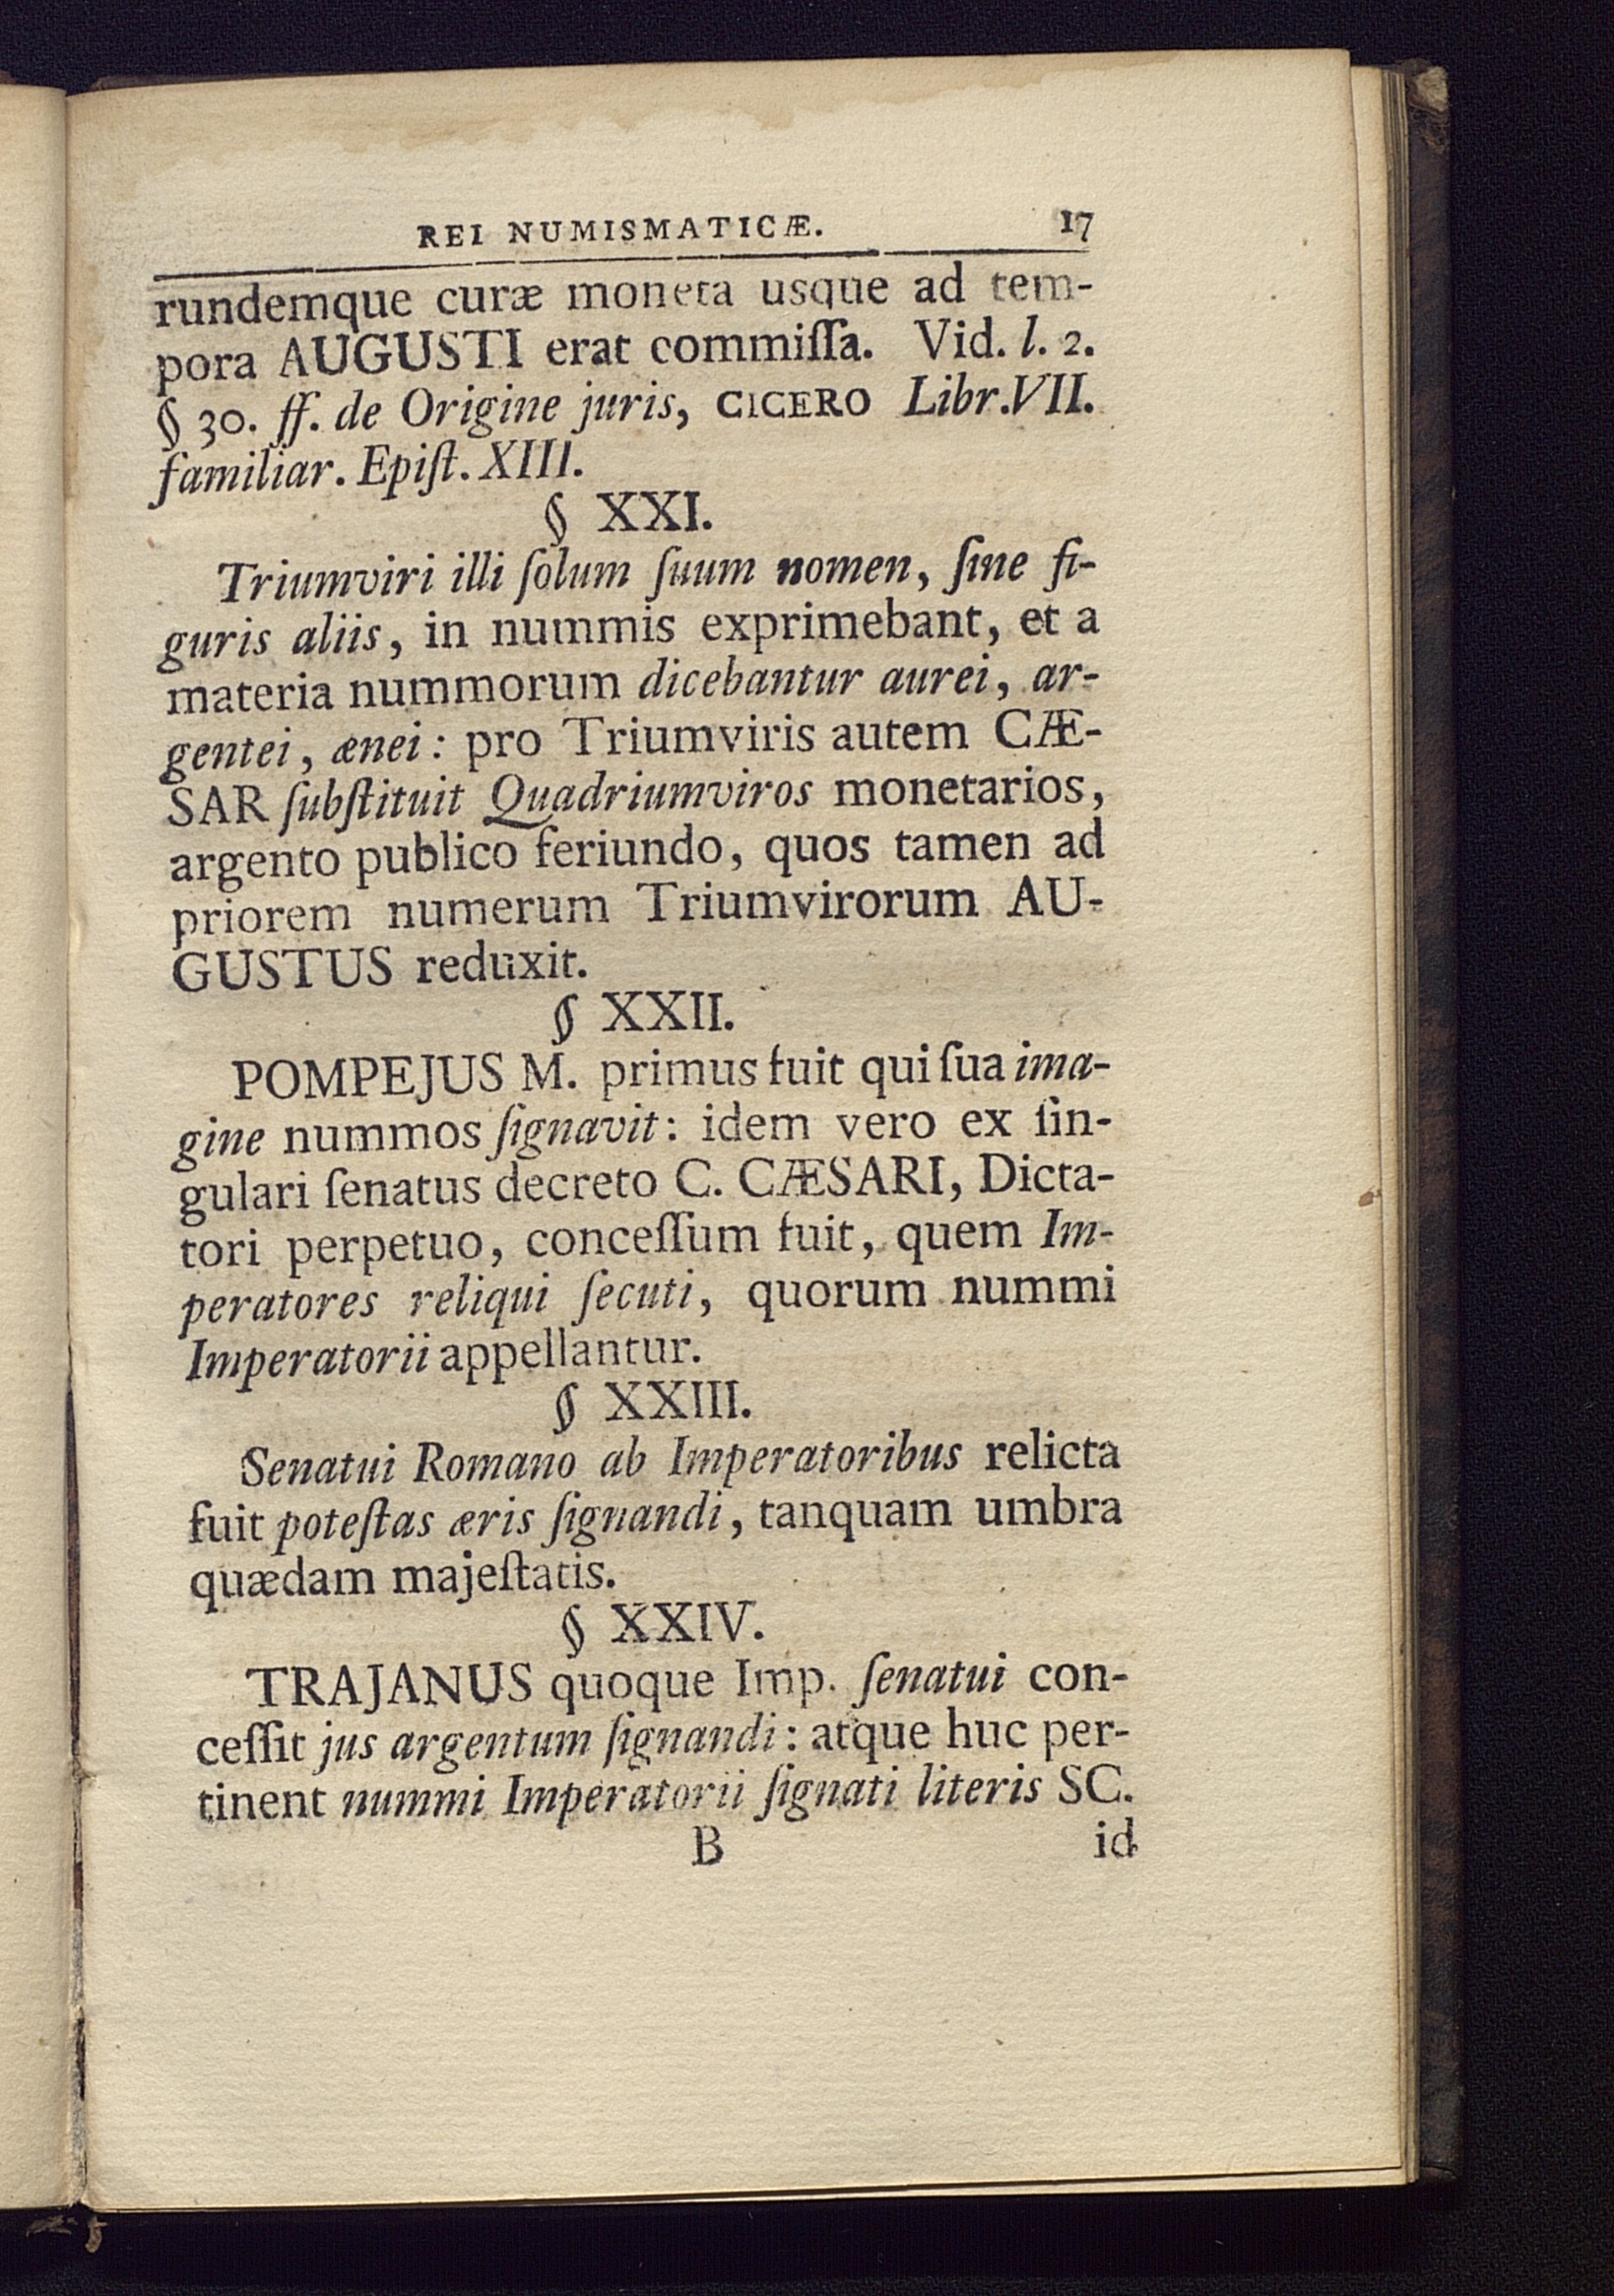 REI NUMISMATICÆ. 17
rundemque curæ moneta usque ad tem-
pora AUGUSTI erat commiſſa. Vid. l. 2.
§ 30. ff. de Origine juris, CICERO Libr. VII.
familiar. Epiſt. XIII.
§ XXI.
Triumviri illi ſolum ſuum nomen, ſine fi-
guris aliis, in nummis exprimebant, et a
materia nummorum dicebantur aurei, ar-
gentei, ænei: pro Triumviris autem CÆ-
SAR ſubſtituit Quadriumviros monetarios,
argento publico feriundo, quos tamen ad
priorem numerum Triumvirorum AU-
GUSTUS reduxit.
§ XXII.
POMPEJUS M. primus fuit qui ſua ima-
gine nummos ſignavit: idem vero ex ſin-
gulari ſenatus decreto C. CÆSARI, Dicta-
tori perpetuo, conceſſum fuit, quem Im-
peratores reliqui ſecuti, quorum nummi
Imperatorii appellantur.
§ XXIII.
Senatui Romano ab Imperatoribus relicta
fuit poteſtas æris ſignandi, tanquam umbra
quædam majeſtatis.
§ XXIV.
TRAJANUS quoque Imp. ſenatui con-
ceſſit jus argentum ſignandi: atque huc per-
tinent nummi Imperatorii ſignati literis SC.
B id